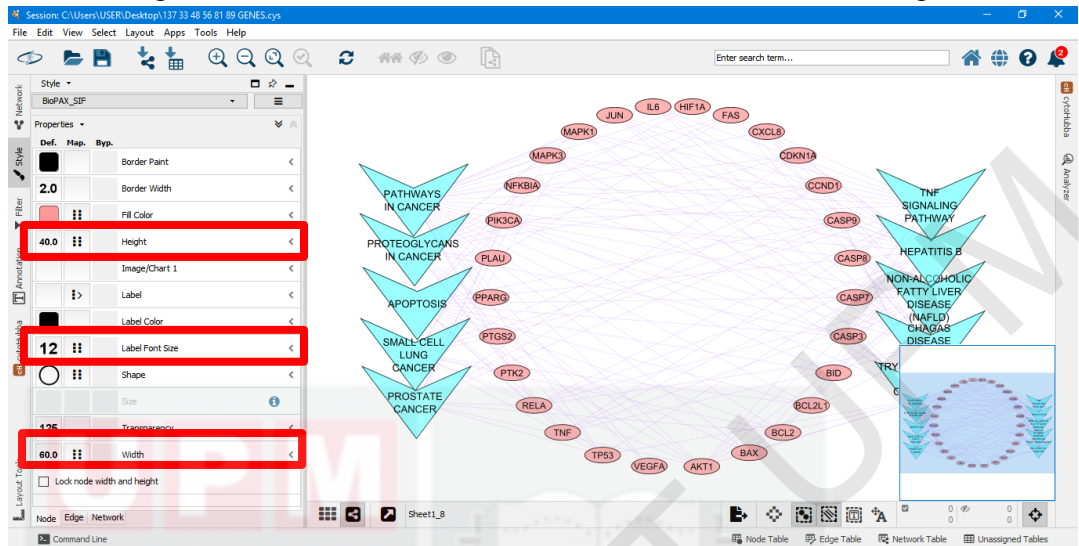 Session: C:\Users\USER\Desktop\137 33 48 56 81 89 GENES.cys
File Edit View Select Layout Apps Tools Help
Enter search term...
2
Network
Style
Filter
Annotation
cytoHubba
Layout Tools
Style
BioPAX_SIF
Properties
Def. Map. Byp.
Border Paint
2.0 Border Width
Fill Color
40.0 Height
Image/Chart 1
Label
Label Color
12 Label Font Size
Shape
Size
125 Transparency
60.0 Width
Lock node width and height
Node Edge Network
Command Line
IL6
HIF1A
JUN
FAS
MAPK1
CXCL8
MAPK3
CDKN1A
NFKBIA
CCND1
PIK3CA
CASP9
PLAU
CASP8
PPARG
CASP7
PTGS2
CASP3
PTK2
BID
RELA
BCL2L1
TNF
BCL2
TP53
BAX
VEGFA
AKT1
PATHWAYS
IN CANCER
PROTEOGLYCANS
IN CANCER
APOPTOSIS
SMALL CELL
LUNG
CANCER
PROSTATE
CANCER
TNF
SIGNALING
PATHWAY
HEPATITIS B
NON-ALCOHOLIC
FATTY LIVER
DISEASE
(NAFLD)
CHAGAS
DISEASE
TRY
Sheet1_8
0 0
0 0
Node Table Edge Table Network Table Unassigned Tables
cytoHubba
Analyzer
UPM